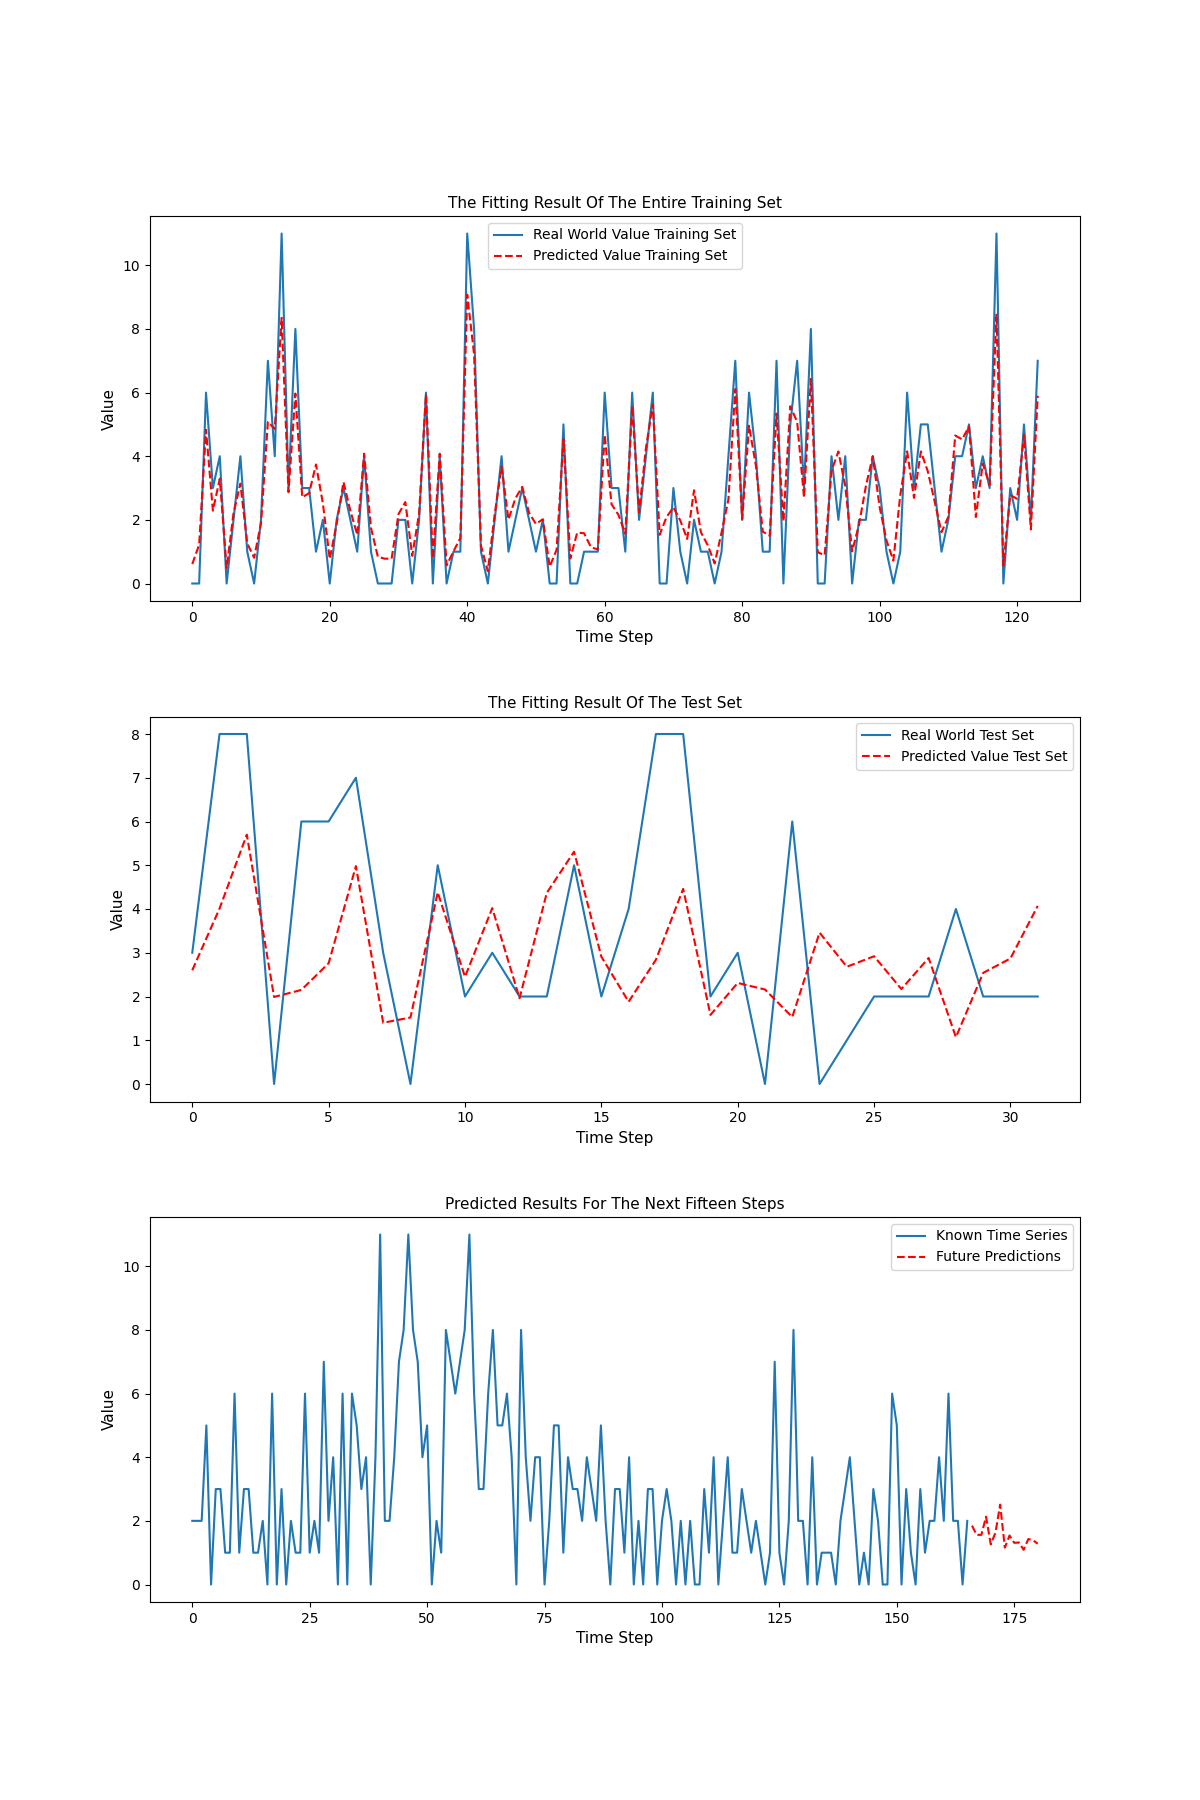 The Fitting Result Of The Entire Training Set
Real World Value Training Set
Predicted Value Training Set
Value
10
8
6
4
2
0
0 20 40 60 80 100 120
Time Step
The Fitting Result Of The Test Set
Real World Test Set
Predicted Value Test Set
Value
8
7
6
5
4
3
2
1
0
0 5 10 15 20 25 30
Time Step
Predicted Results For The Next Fifteen Steps
Known Time Series
Future Predictions
Value
10
8
6
4
2
0
0 25 50 75 100 125 150 175
Time Step